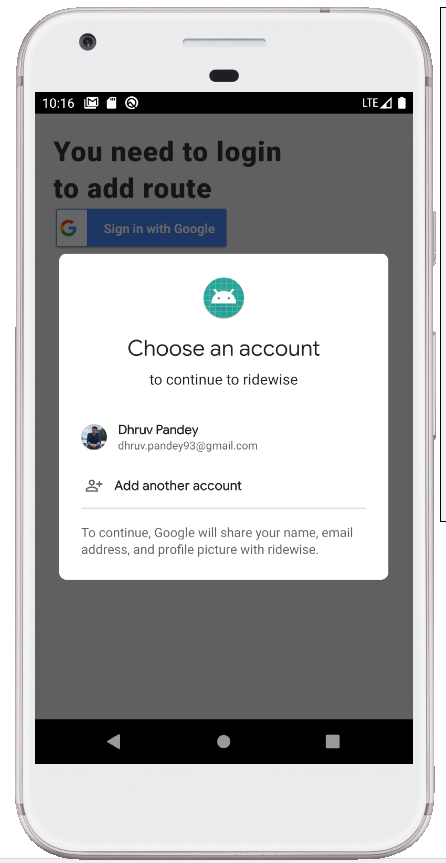 10:16
LTE
You need to login
to add route
Sign in with Google
Choose an account
to continue to ridewise
Dhruv Pandey
dhruv.pandey93@gmail.com
Add another account
To continue, Google will share your name, email
address, and profile picture with ridewise.